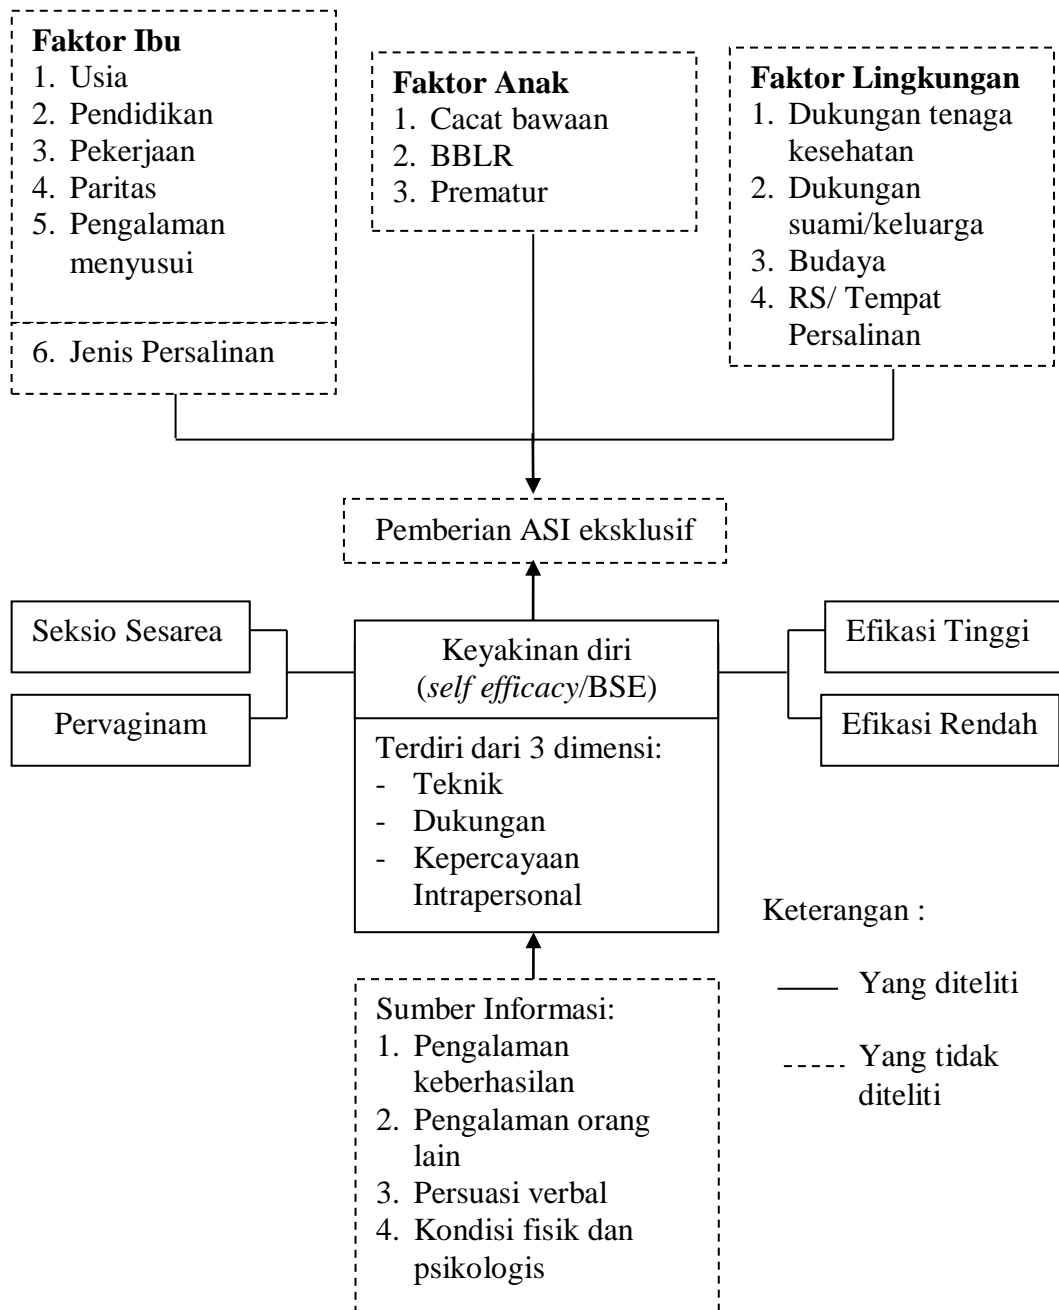 Faktor Ibu
1. Usia
2. Pendidikan
3. Pekerjaan
4. Paritas
5. Pengalaman
menyusui
6. Jenis Persalinan
Faktor Anak
1. Cacat bawaan
2. BBLR
3. Prematur
Faktor Lingkungan
1. Dukungan tenaga
kesehatan
2. Dukungan
suami/keluarga
3. Budaya
4. RS/ Tempat
Persalinan
Pemberian ASI eksklusif
Seksio Sesarea
Pervaginam
Keyakinan diri
(self efficacy/BSE)
Terdiri dari 3 dimensi:
- Teknik
- Dukungan
- Kepercayaan
Intrapersonal
Efikasi Tinggi
Efikasi Rendah
Sumber Informasi:
1. Pengalaman
keberhasilan
2. Pengalaman orang
lain
3. Persuasi verbal
4. Kondisi fisik dan
psikologis
Keterangan :
Yang diteliti
Yang tidak
diteliti